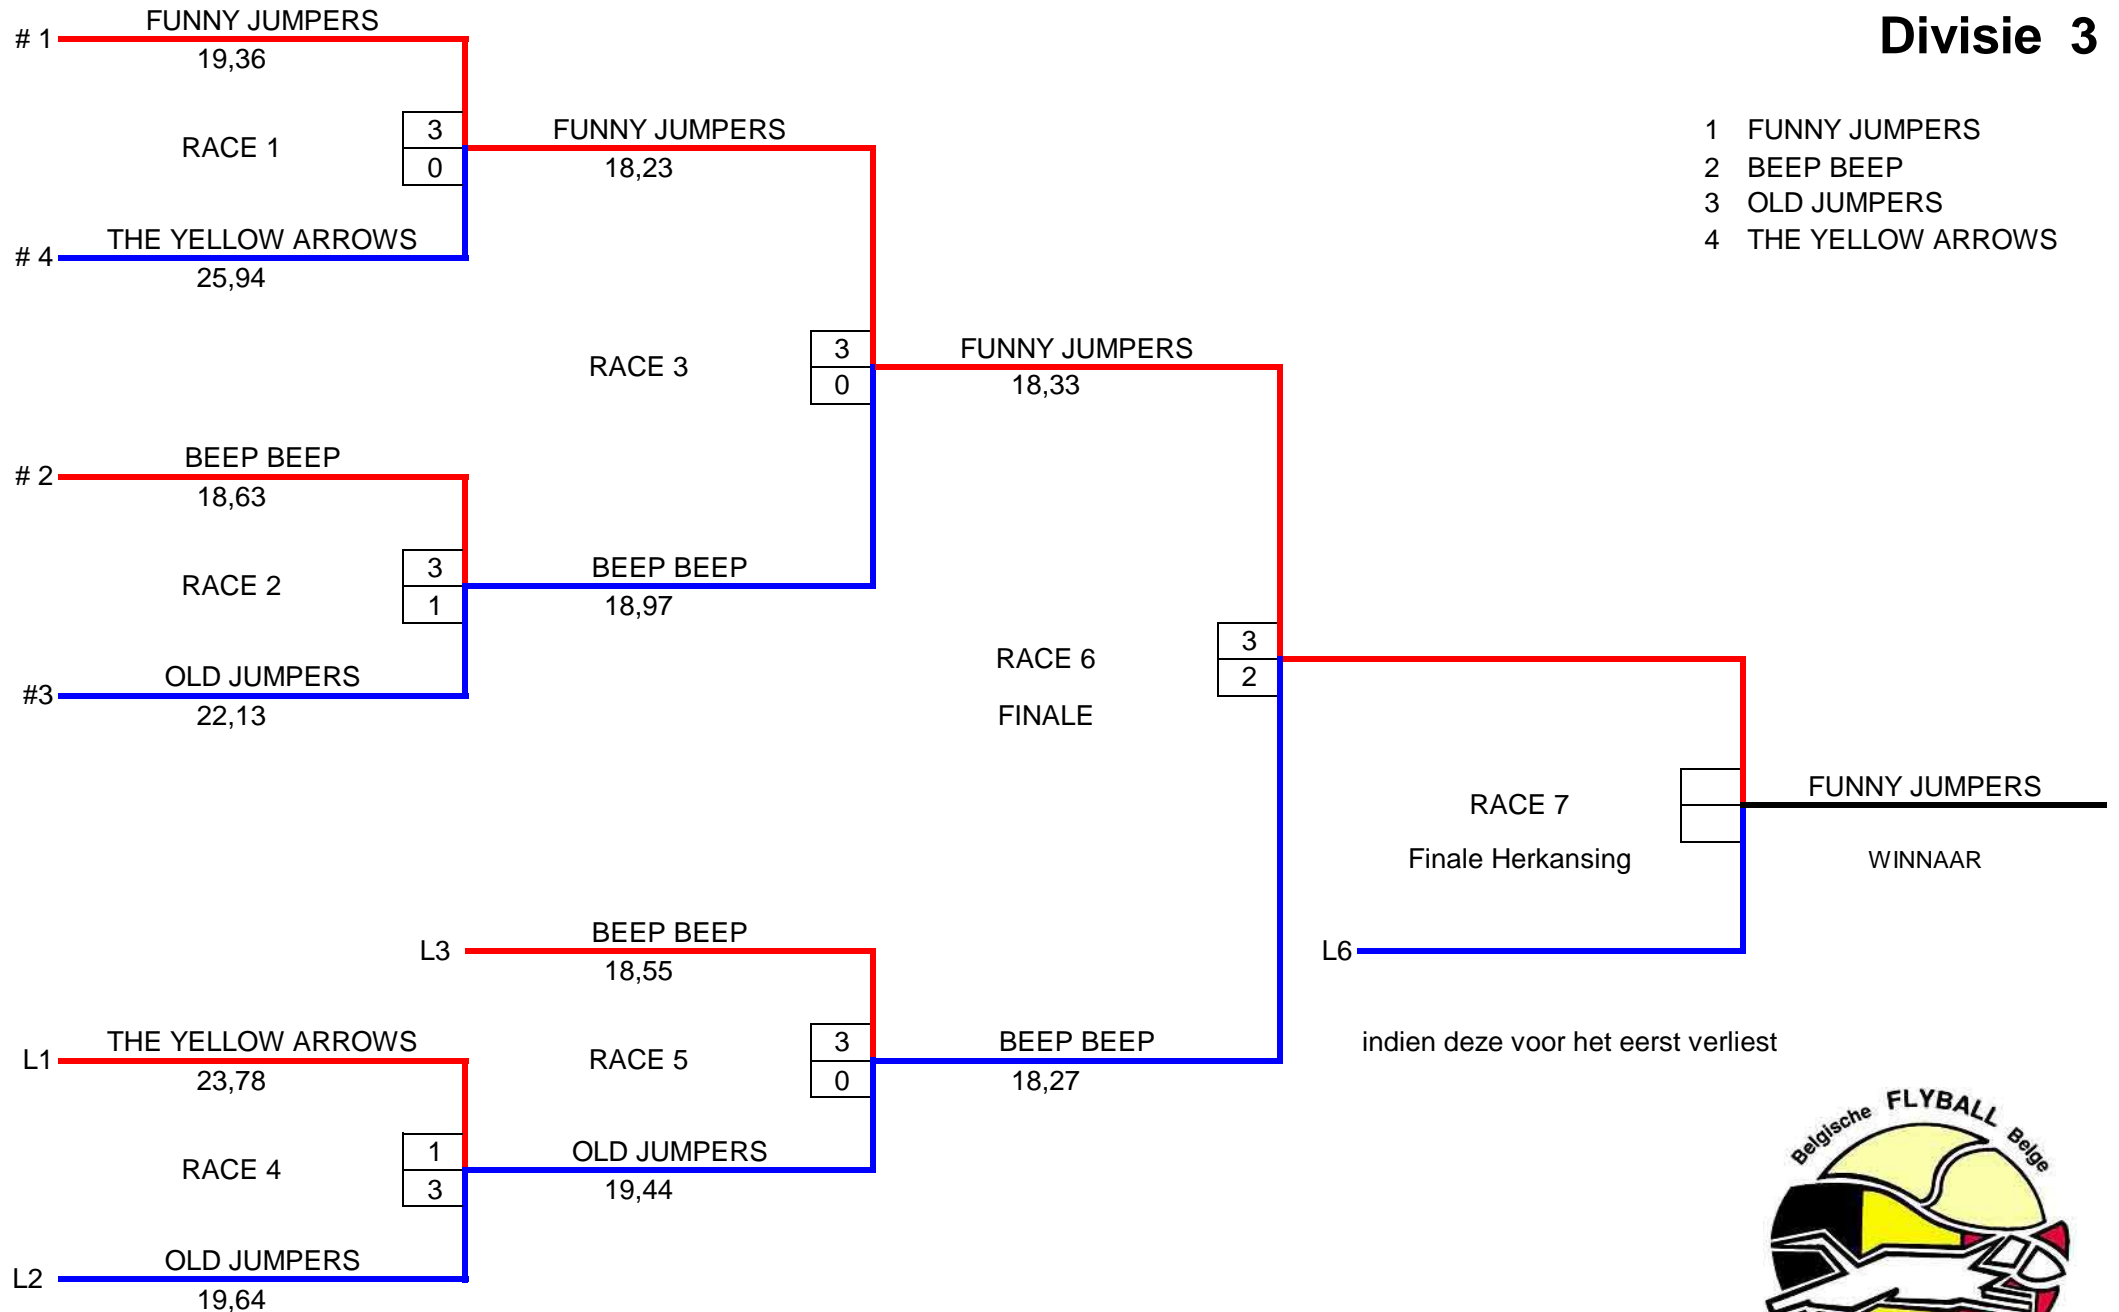 Divisie 3
1 FUNNY JUMPERS
2 BEEP BEEP
3 OLD JUMPERS
4 THE YELLOW ARROWS
# 1
FUNNY JUMPERS
19,36
RACE 1
3
0
# 4
THE YELLOW ARROWS
25,94
FUNNY JUMPERS
18,23
RACE 3
3
0
# 2
BEEP BEEP
18,63
RACE 2
3
1
#3
OLD JUMPERS
22,13
BEEP BEEP
18,97
FUNNY JUMPERS
18,33
RACE 6
3
2
FINALE
RACE 7
Finale Herkansing
FUNNY JUMPERS
WINNAAR
L6
indien deze voor het eerst verliest
L3
BEEP BEEP
18,55
RACE 5
3
0
BEEP BEEP
18,27
L1
THE YELLOW ARROWS
23,78
RACE 4
1
3
OLD JUMPERS
19,44
L2
OLD JUMPERS
19,64
Belgische FLYBALL Belge